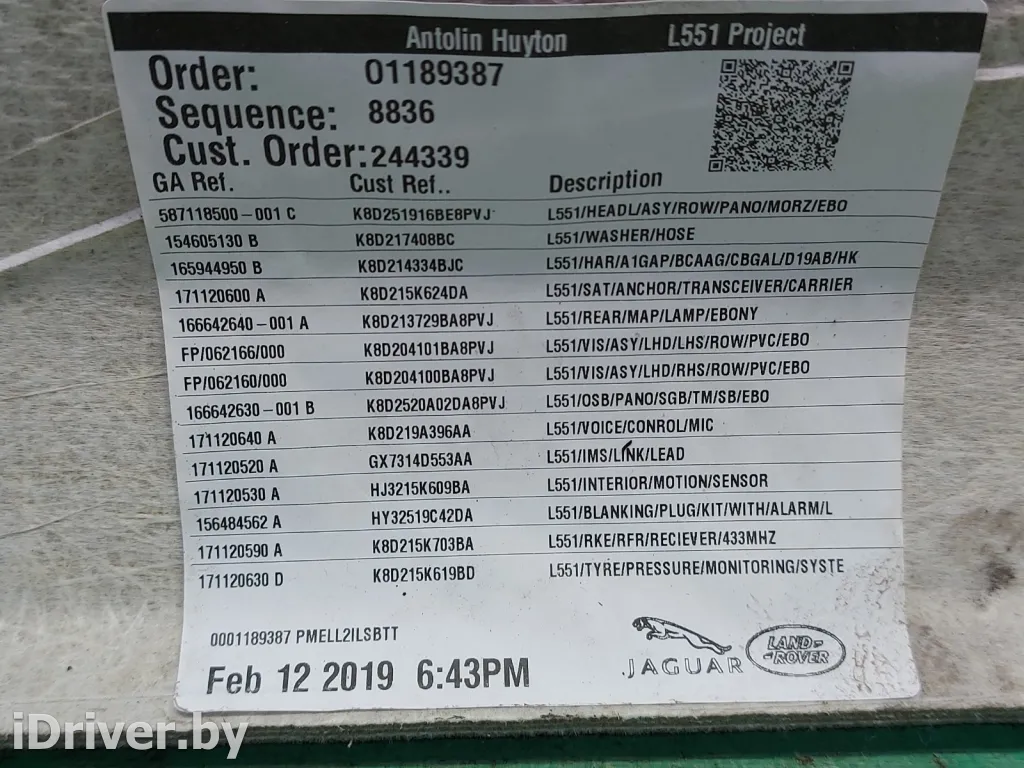 Antolin Huyton L551 Project
Order: 01189387
Sequence: 8836
Cust. Order: 244339
GA Ref. Cust Ref.. Description
587118500-001 C K8D251916BE8PVJ L551/HEADL/ASY/ROW/PANO/MORZ/EBO
154605130 B K8D217408BC L551/WASHER/HOSE
165944950 B K8D214334BJC L551/HAR/A1GAP/BCAAG/CBGAL/D19AB/HK
171120600 A K8D215K624DA L551/SAT/ANCHOR/TRANSCEIVER/CARRIER
166642640-001 A K8D213729BA8PVJ L551/REAR/MAP/LAMP/EBONY
FP/062166/000 K8D204101BA8PVJ L551/VIS/ASY/LHD/LHS/ROW/PVC/EBO
FP/062160/000 K8D204100BA8PVJ L551/VIS/ASY/LHD/RHS/ROW/PVC/EBO
166642630-001 B K8D2520A02DA8PVJ L551/OSB/PANO/SGB/TM/SB/EBO
171120640 A K8D219A396AA L551/VOICE/CONROL/MIC
171120520 A GX7314D553AA L551/IMS/LINK/LEAD
171120530 A HJ3215K609BA L551/INTERIOR/MOTION/SENSOR
156484562 A HY32519C42DA L551/BLANKING/PLUG/KIT/WITH/ALARM/L
171120590 A K8D215K703BA L551/RKE/RFR/RECIEVER/433MHZ
171120630 D K8D215K619BD L551/TYRE/PRESSURE/MONITORING/SYSTE
0001189387 PMELL2ILSBTT
Feb 12 2019 6:43PM
JAGUAR
LAND-
-ROVER
iDriver.by